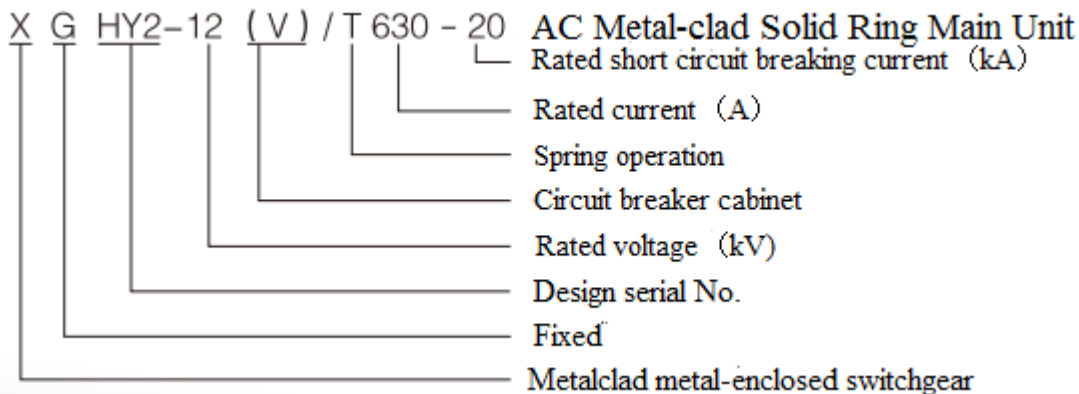 X G HY2-12 (V) / T 630 - 20 AC Metal-clad Solid Ring Main Unit
Rated short circuit breaking current（kA）
Rated current（A）
Spring operation
Circuit breaker cabinet
Rated voltage（kV)
Design serial No.
Fixed
Metalclad metal-enclosed switchgear